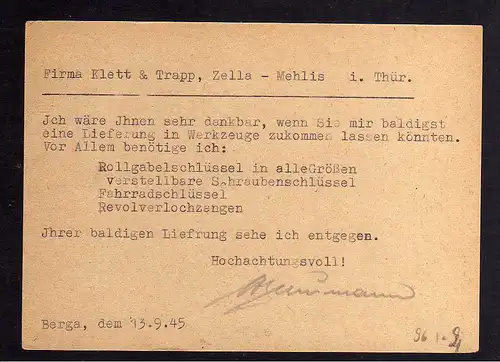 Firma Klett & Trapp, Zella - Mehlis i. Thür.
Ich wäre Jhnen sehr dankbar, wenn Sie mir baldigst
eine Lieferung in Werkzeuge zukommen lassen könnten.
Vor Allem benötige ich:
Rollgabelschlüssel in alleGrößen
verstellbare Schraubenschlüssel
Fahrradschlüssel
Revolverlochzangen
Jhrer baldigen Liefrung sehe ich entgegen.
Hochachtungsvoll!
Berga, dem 13.9.45